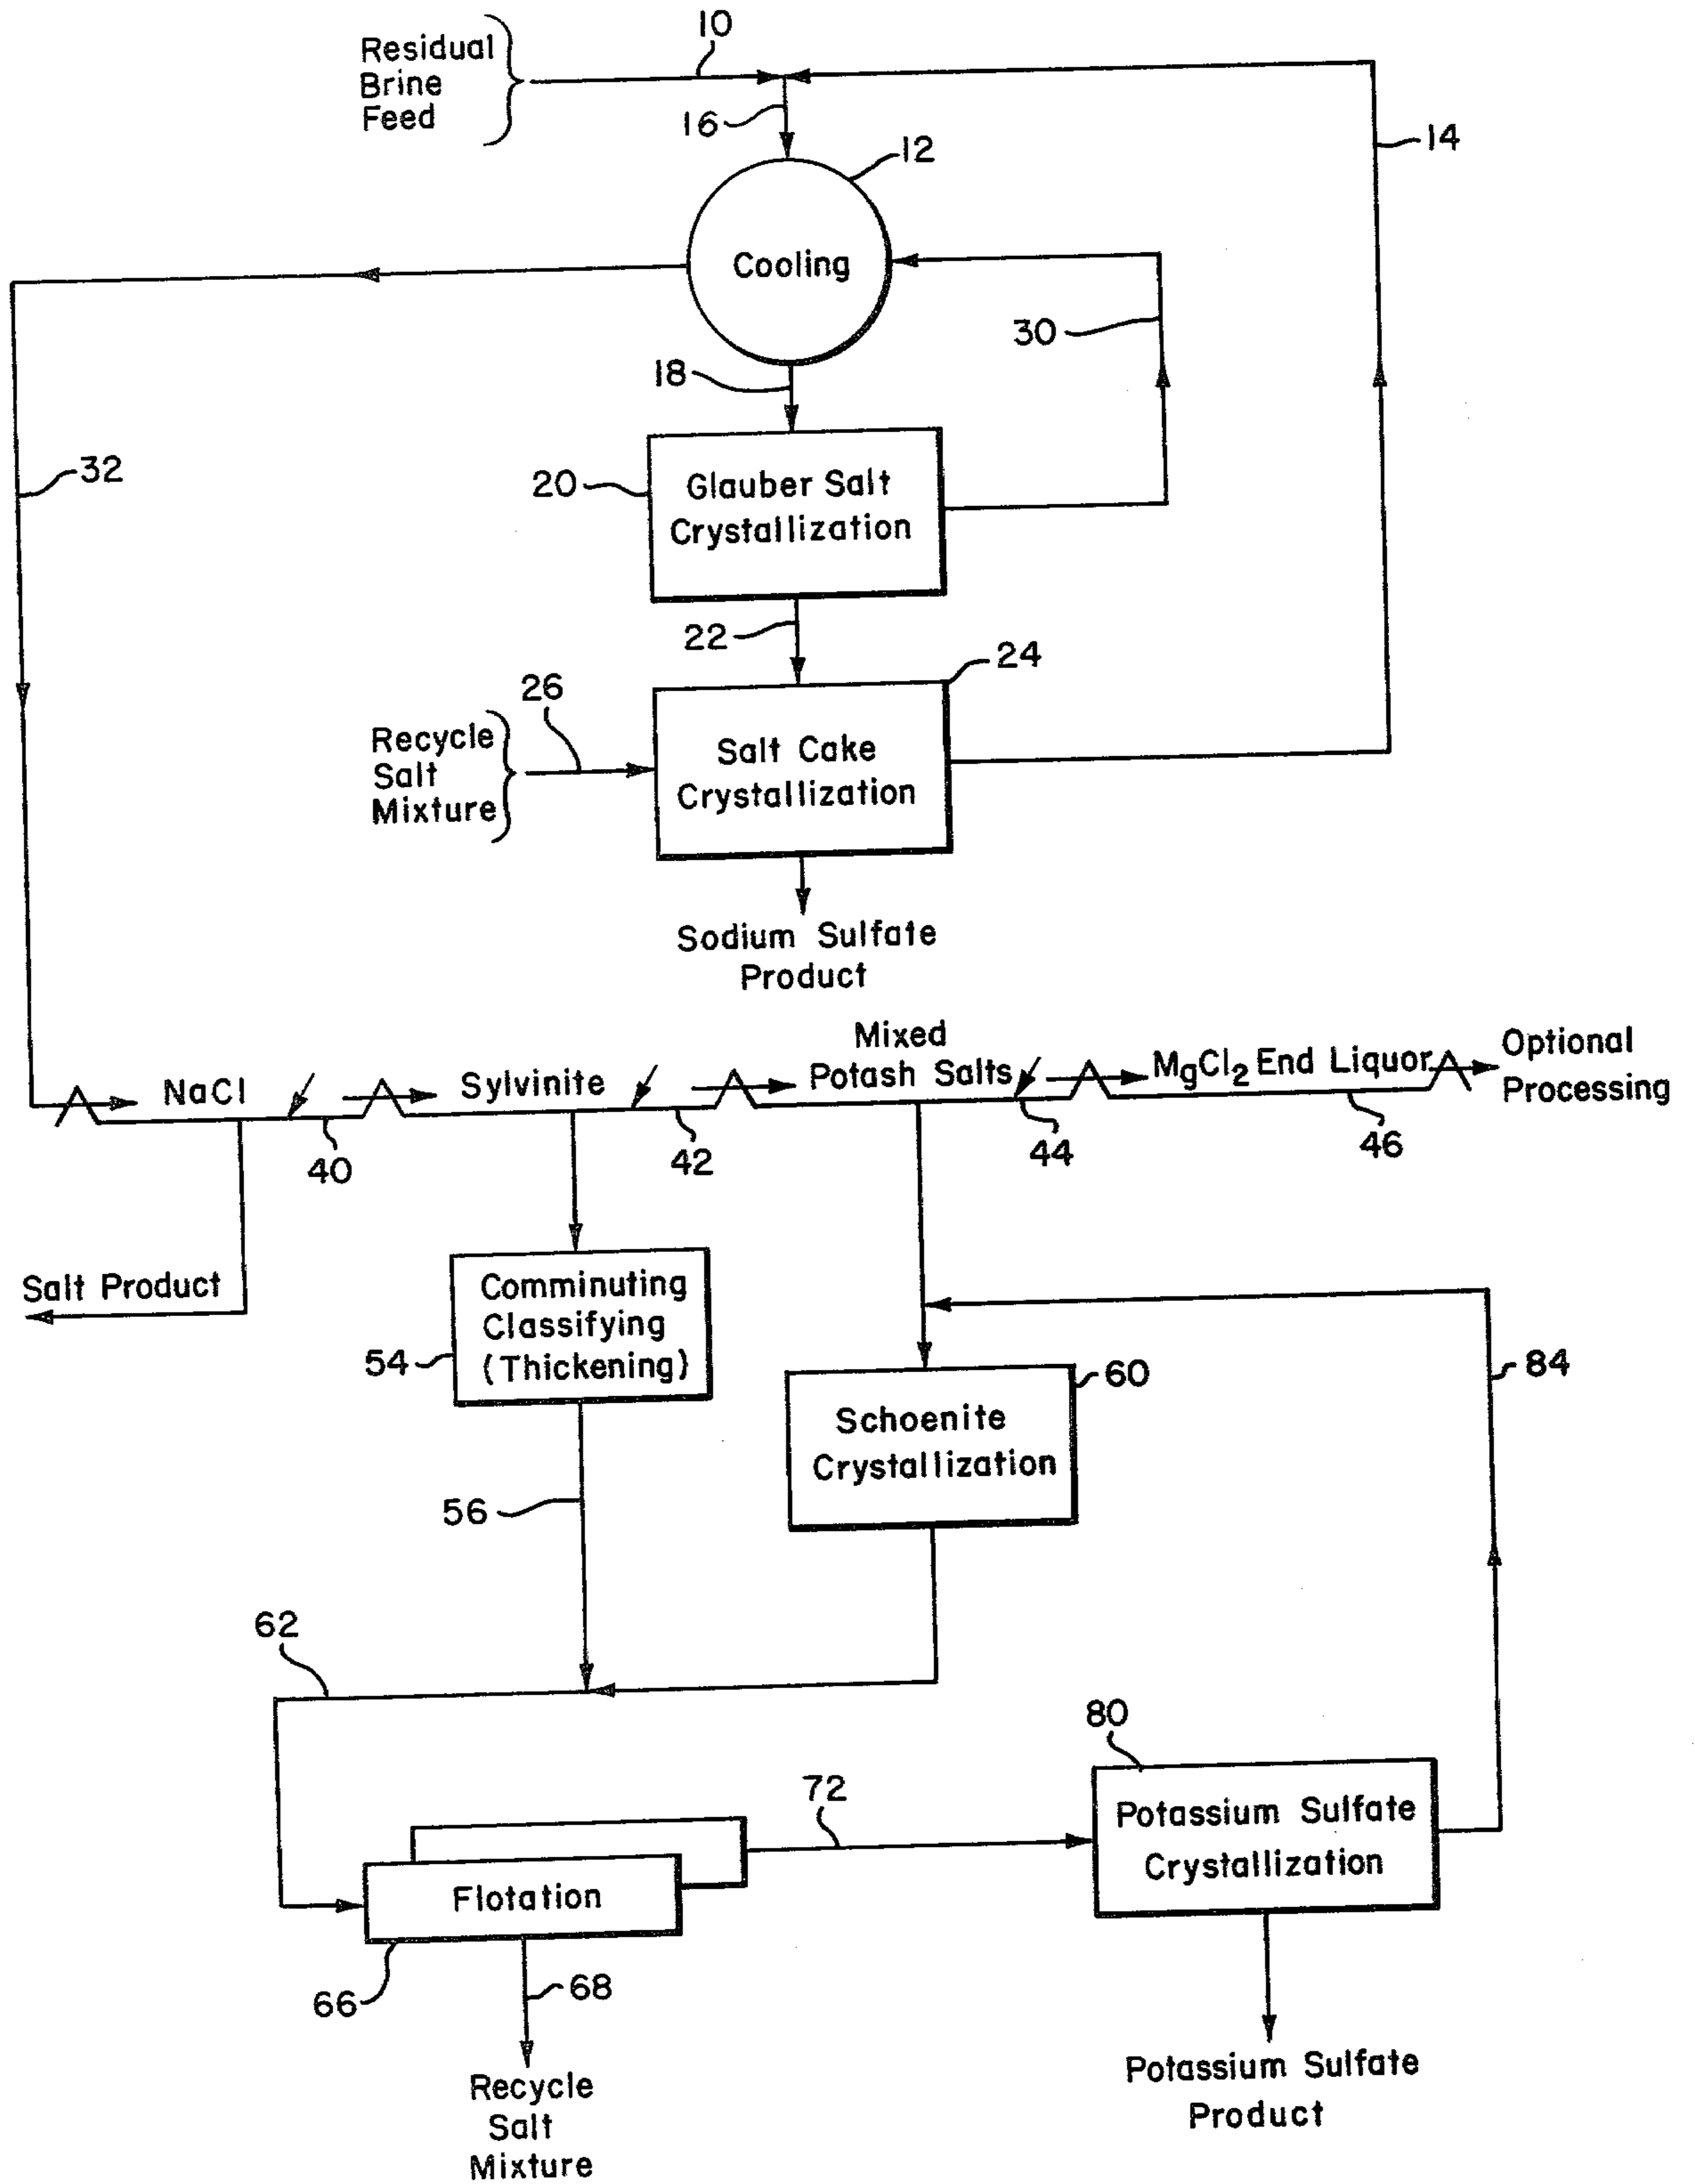 10
Residual
Brine
Feed
16
12
14
Cooling
30
18
32
20
Glauber Salt
Crystallization
22
24
26
Recycle
Salt
Mixture
Salt Cake
Crystallization
Sodium Sulfate
Product
NaCl
Sylvinite
Mixed
Potash Salts
MgCl2 End Liquor
Optional
Processing
40
42
44
46
Salt Product
Comminuting
Classifying
(Thickening)
54
60
84
Schoenite
Crystallization
56
62
80
72
Potassium Sulfate
Crystallization
Flotation
66
68
Recycle
Salt
Mixture
Potassium Sulfate
Product